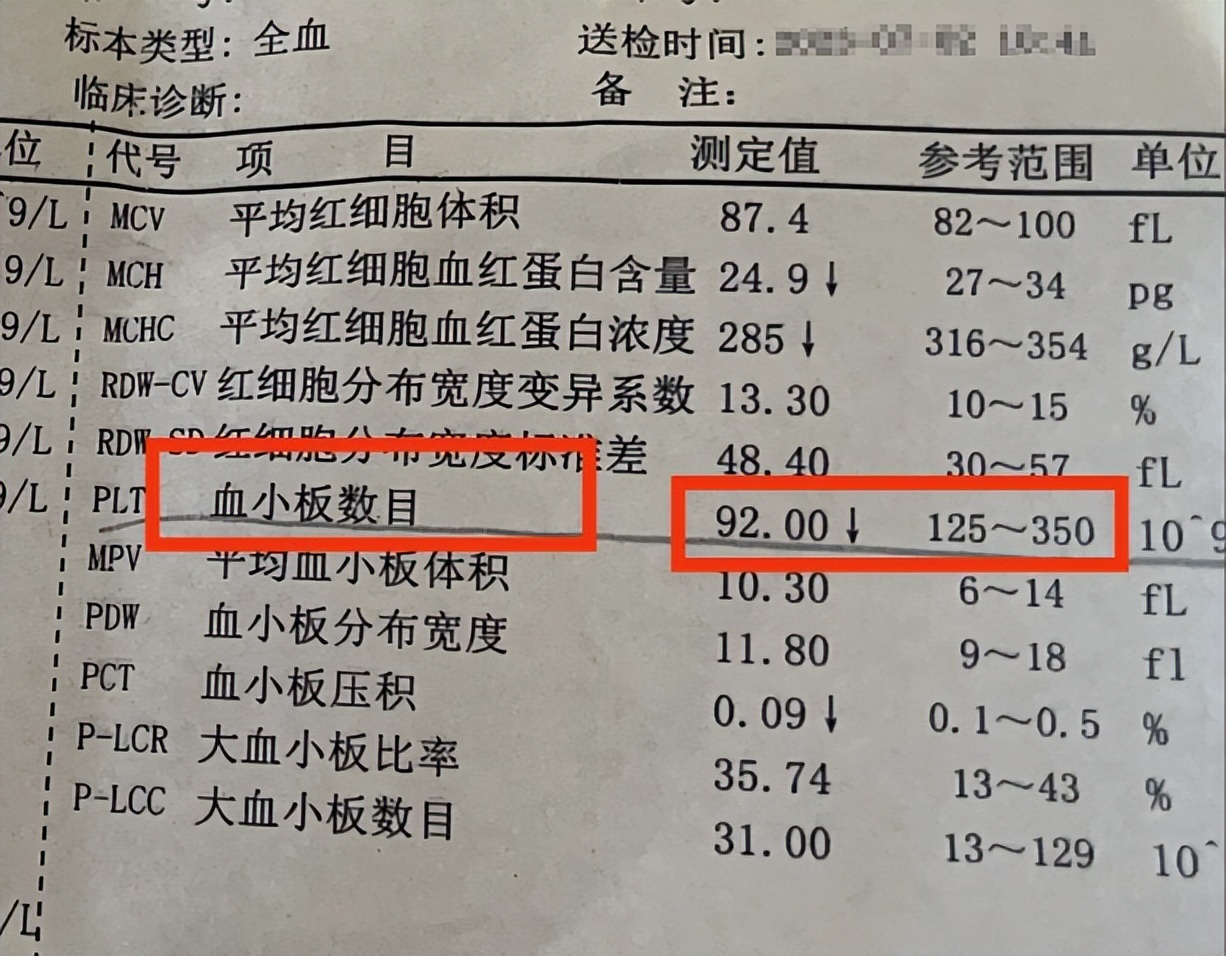 标本类型: 全血 送检时间:
临床诊断: 备 注:
位 代号 项 目 测定值 参考范围 单位
9/L MCV 平均红细胞体积 87.4 82～100 fL
9/L MCH 平均红细胞血红蛋白含量 24.9↓ 27～34 pg
9/L MCHC 平均红细胞血红蛋白浓度 285↓ 316～354 g/L
9/L RDW-CV 红细胞分布宽度变异系数 13.30 10～15 %
9/L RDW-SD 红细胞分布宽度标准差 48.40 30～57 fL
9/L PLT 血小板数目 92.00↓ 125～350 10^9
MPV 平均血小板体积 10.30 6～14 fL
PDW 血小板分布宽度 11.80 9～18 fl
PCT 血小板压积 0.09↓ 0.1～0.5 %
P-LCR 大血小板比率 35.74 13～43 %
P-LCC 大血小板数目 31.00 13～129 10^
/L